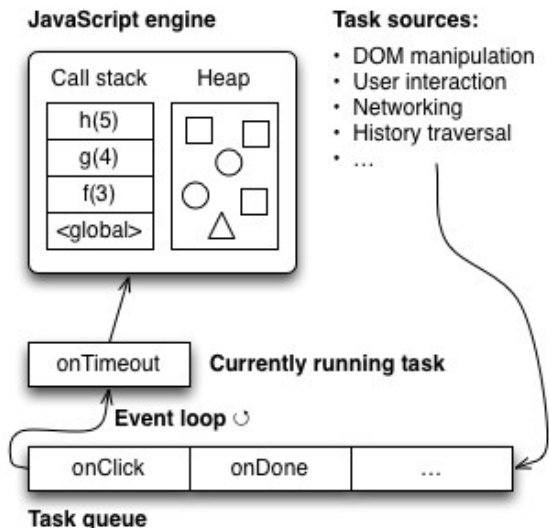 JavaScript engine
Call stack
Heap
h(5)
g(4)
f(3)
<global>
Task sources:
• DOM manipulation
• User interaction
• Networking
• History traversal
• …
onTimeout
Currently running task
Event loop
onClick
onDone
…
Task queue